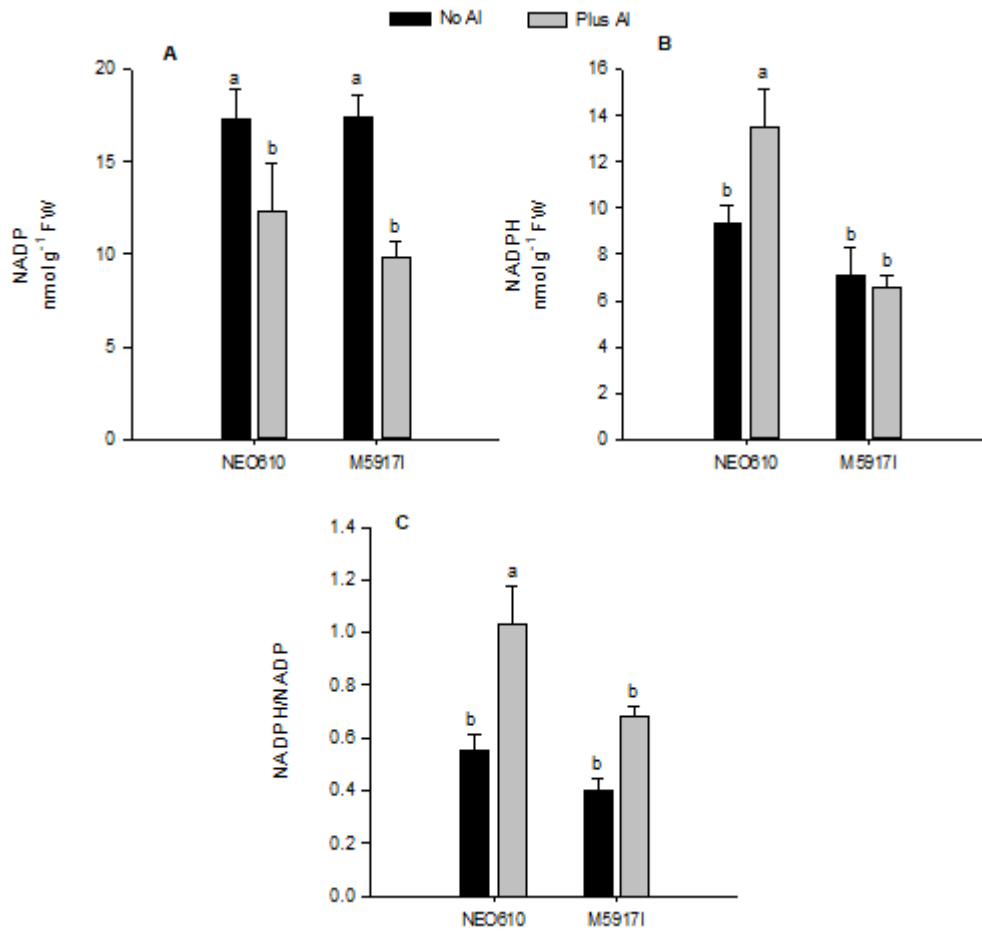 No Al Plus Al
A
NADP
nmol g⁻¹ FW
20
15
10
5
0
a
b
a
b
NEO610 M5917I
B
NADPH
nmol g⁻¹ FW
16
14
12
10
8
6
4
2
0
b
a
b
b
NEO610 M5917I
C
NADPH/NADP
1.4
1.2
1.0
0.8
0.6
0.4
0.2
0.0
b
a
b
b
NEO610 M5917I